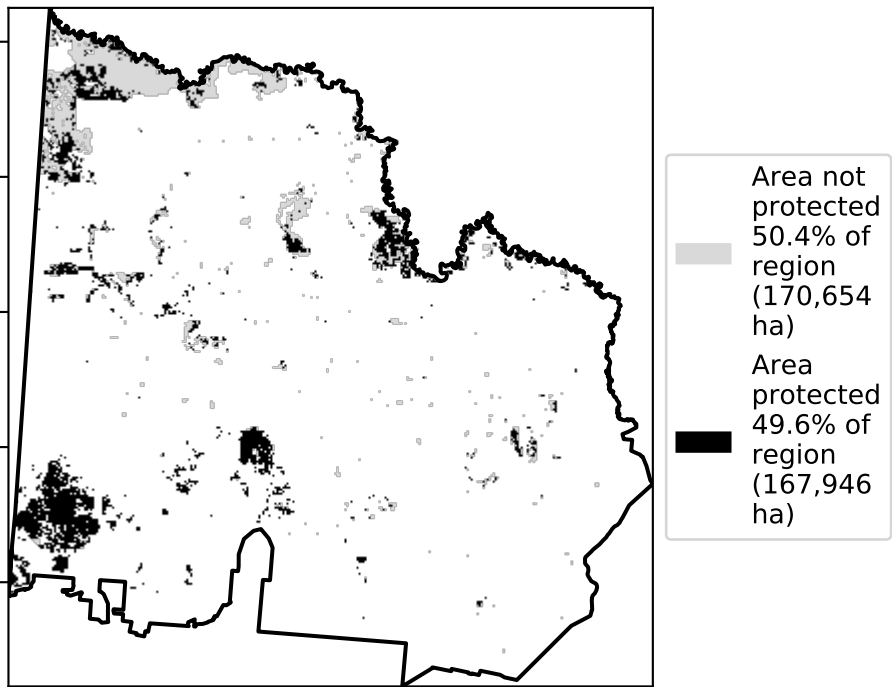 Area not
protected
50.4% of
region
(170,654
ha)
Area
protected
49.6% of
region
(167,946
ha)